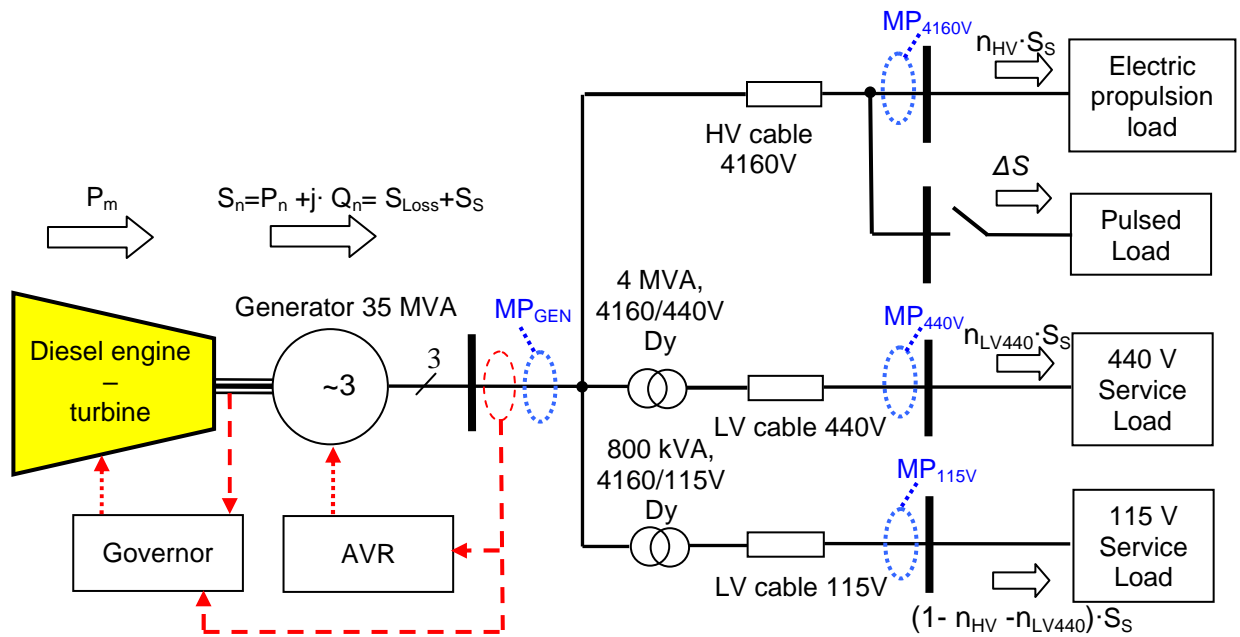 MP4160V
nHV·SS
Electric
propulsion
load
HV cable
4160V
ΔS
Pulsed
Load
Pm
Sn=Pn +j· Qn= SLoss+SS
Generator 35 MVA
MPGEN
4 MVA,
4160/440V
Dy
MP440V
nLV440·SS
Diesel engine
–
turbine
~3
3
440 V
Service
Load
LV cable 440V
800 kVA,
4160/115V
Dy
MP115V
Governor
AVR
115 V
Service
Load
LV cable 115V
(1- nHV -nLV440)·SS